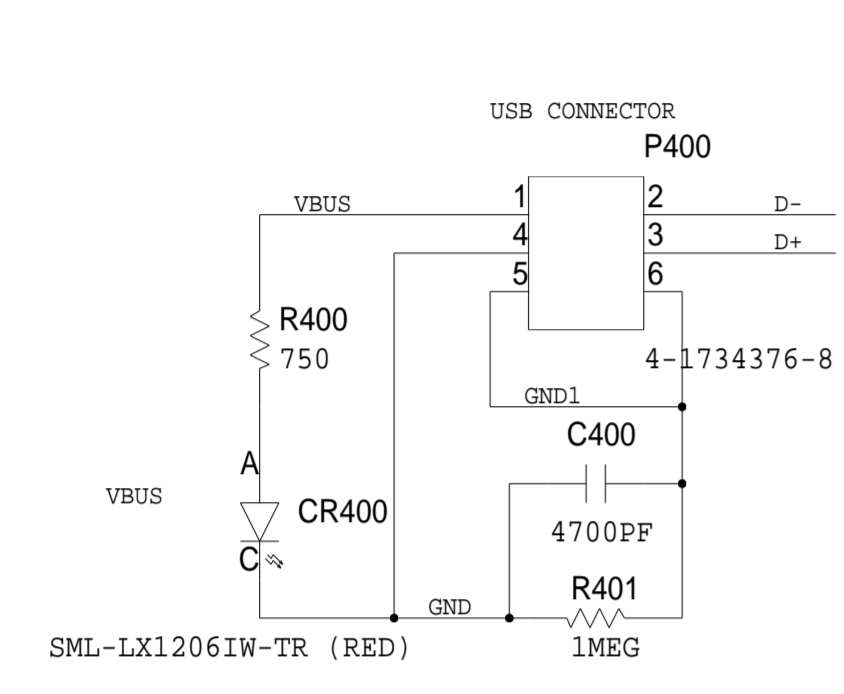 USB CONNECTOR
P400
VBUS
1
2
D-
4
3
D+
5
6
R400
750
4-1734376-8
GND1
C400
A
VBUS
CR400
4700PF
C
R401
GND
SML-LX1206IW-TR (RED)
1MEG